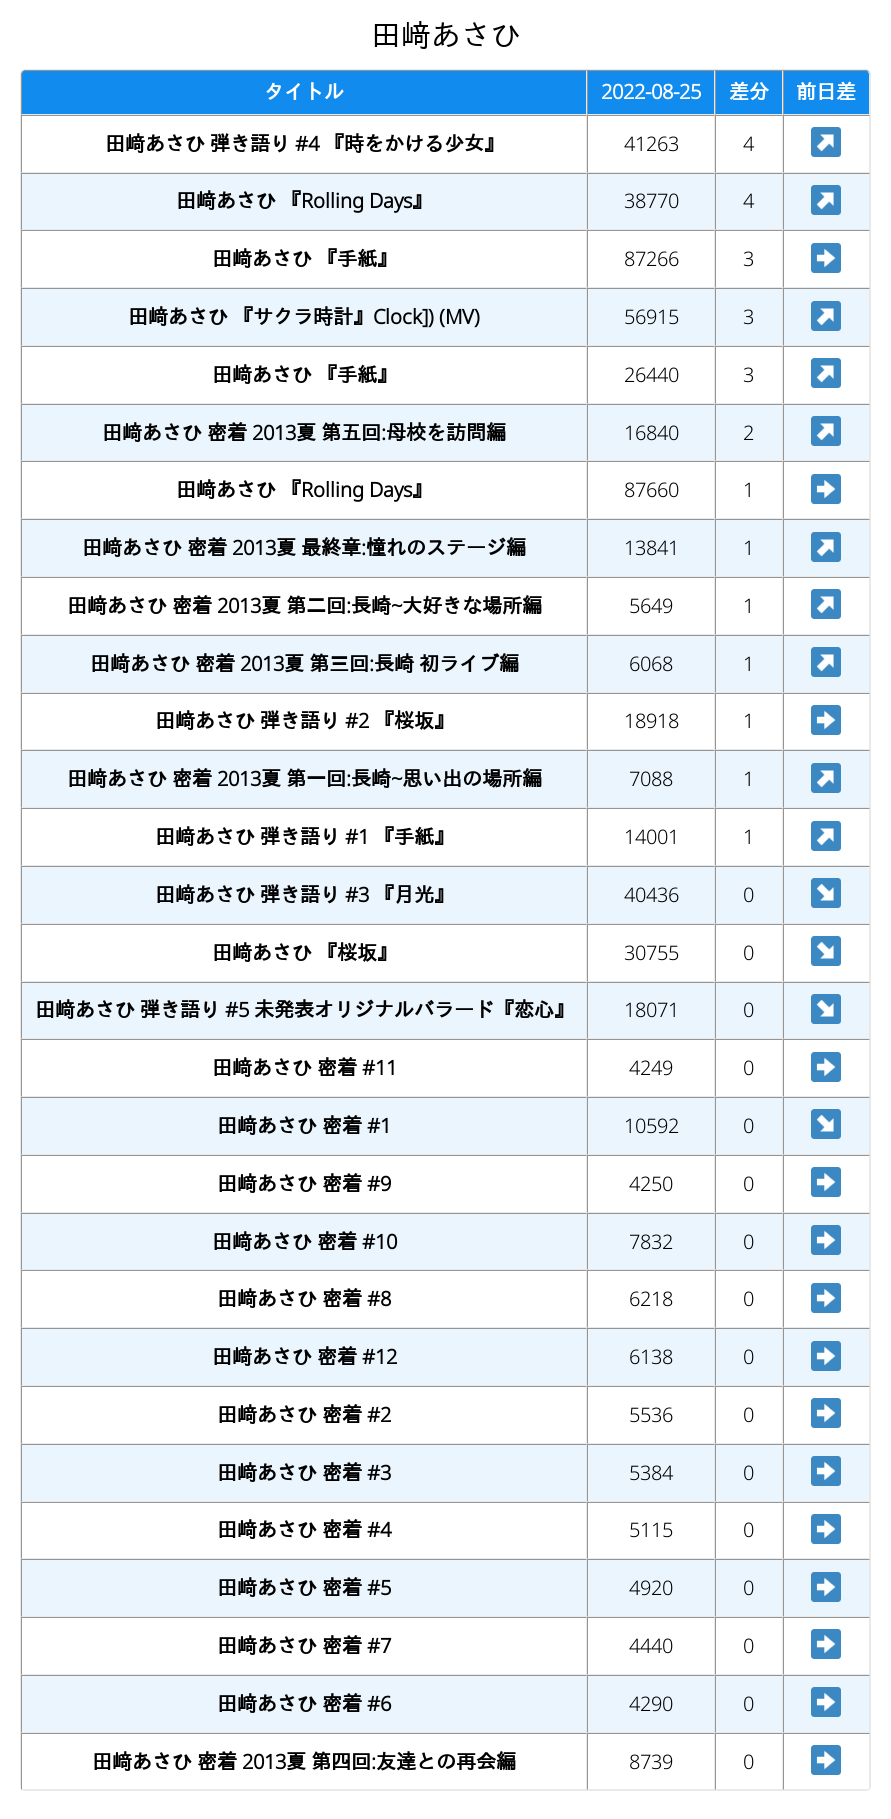 田﨑あさひ
タイトル 2022-08-25 差分 前日差
田﨑あさひ 弾き語り #4 『時をかける少女』 41263 4 ↗
田﨑あさひ 『Rolling Days』 38770 4 ↗
田﨑あさひ 『手紙』 87266 3 ➡
田﨑あさひ 『サクラ時計』Clock]) (MV) 56915 3 ↗
田﨑あさひ 『手紙』 26440 3 ↗
田﨑あさひ 密着 2013夏 第五回:母校を訪問編 16840 2 ↗
田﨑あさひ 『Rolling Days』 87660 1 ➡
田﨑あさひ 密着 2013夏 最終章:憧れのステージ編 13841 1 ↗
田﨑あさひ 密着 2013夏 第二回:長崎~大好きな場所編 5649 1 ↗
田﨑あさひ 密着 2013夏 第三回:長崎 初ライブ編 6068 1 ↗
田﨑あさひ 弾き語り #2 『桜坂』 18918 1 ➡
田﨑あさひ 密着 2013夏 第一回:長崎~思い出の場所編 7088 1 ↗
田﨑あさひ 弾き語り #1 『手紙』 14001 1 ↗
田﨑あさひ 弾き語り #3 『月光』 40436 0 ↘
田﨑あさひ 『桜坂』 30755 0 ↘
田﨑あさひ 弾き語り #5 未発表オリジナルバラード『恋心』 18071 0 ↘
田﨑あさひ 密着 #11 4249 0 ➡
田﨑あさひ 密着 #1 10592 0 ↘
田﨑あさひ 密着 #9 4250 0 ➡
田﨑あさひ 密着 #10 7832 0 ➡
田﨑あさひ 密着 #8 6218 0 ➡
田﨑あさひ 密着 #12 6138 0 ➡
田﨑あさひ 密着 #2 5536 0 ➡
田﨑あさひ 密着 #3 5384 0 ➡
田﨑あさひ 密着 #4 5115 0 ➡
田﨑あさひ 密着 #5 4920 0 ➡
田﨑あさひ 密着 #7 4440 0 ➡
田﨑あさひ 密着 #6 4290 0 ➡
田﨑あさひ 密着 2013夏 第四回:友達との再会編 8739 0 ➡